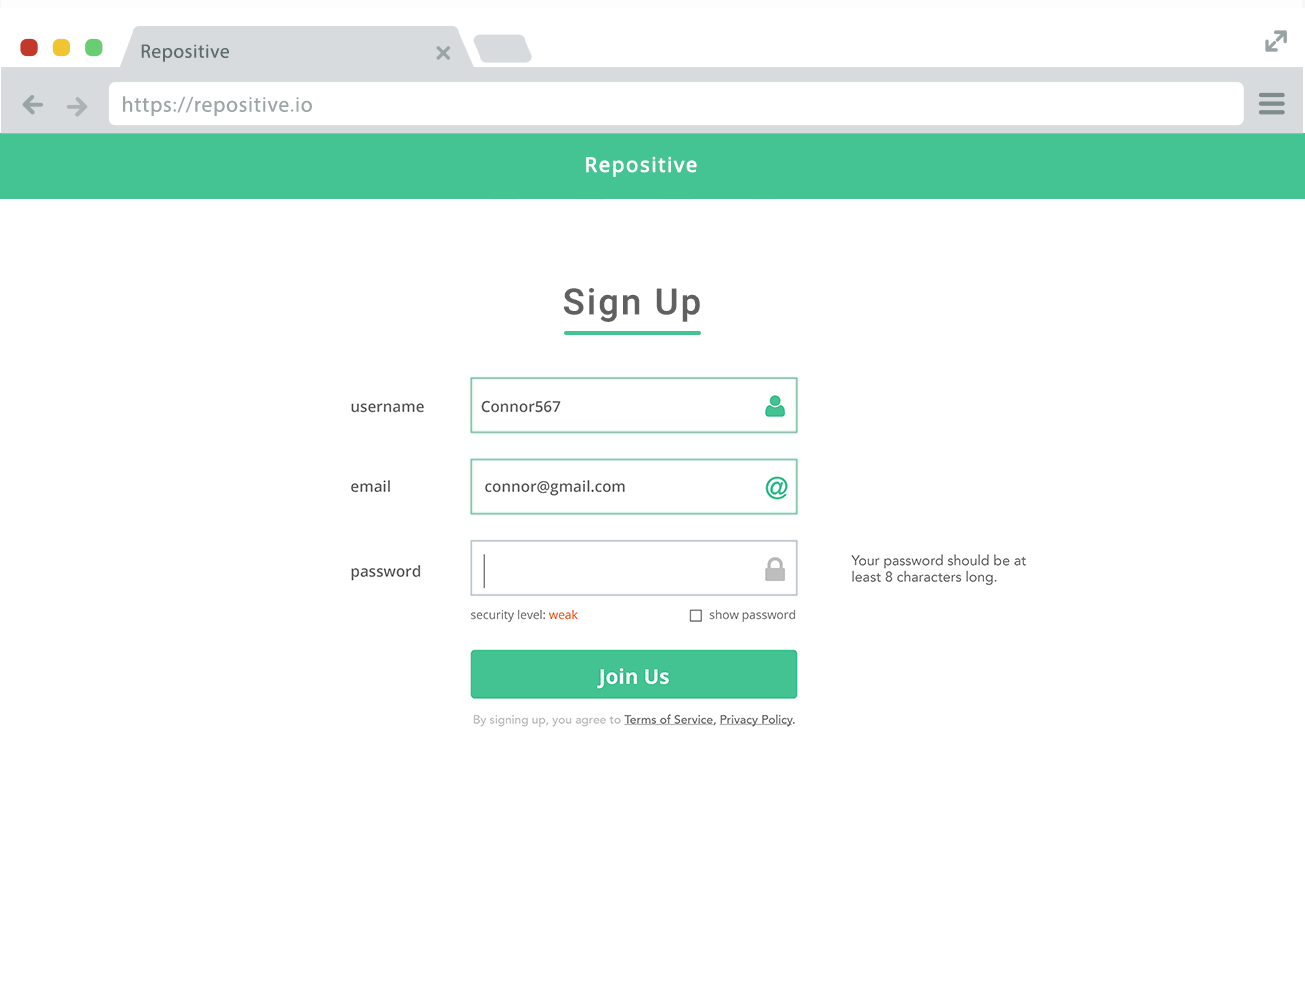 Repositive
https://repositive.io
Repositive
Sign Up
username
Connor567
email
connor@gmail.com
@
password
Your password should be at
least 8 characters long.
security level: weak
show password
Join Us
By signing up, you agree to Terms of Service, Privacy Policy.